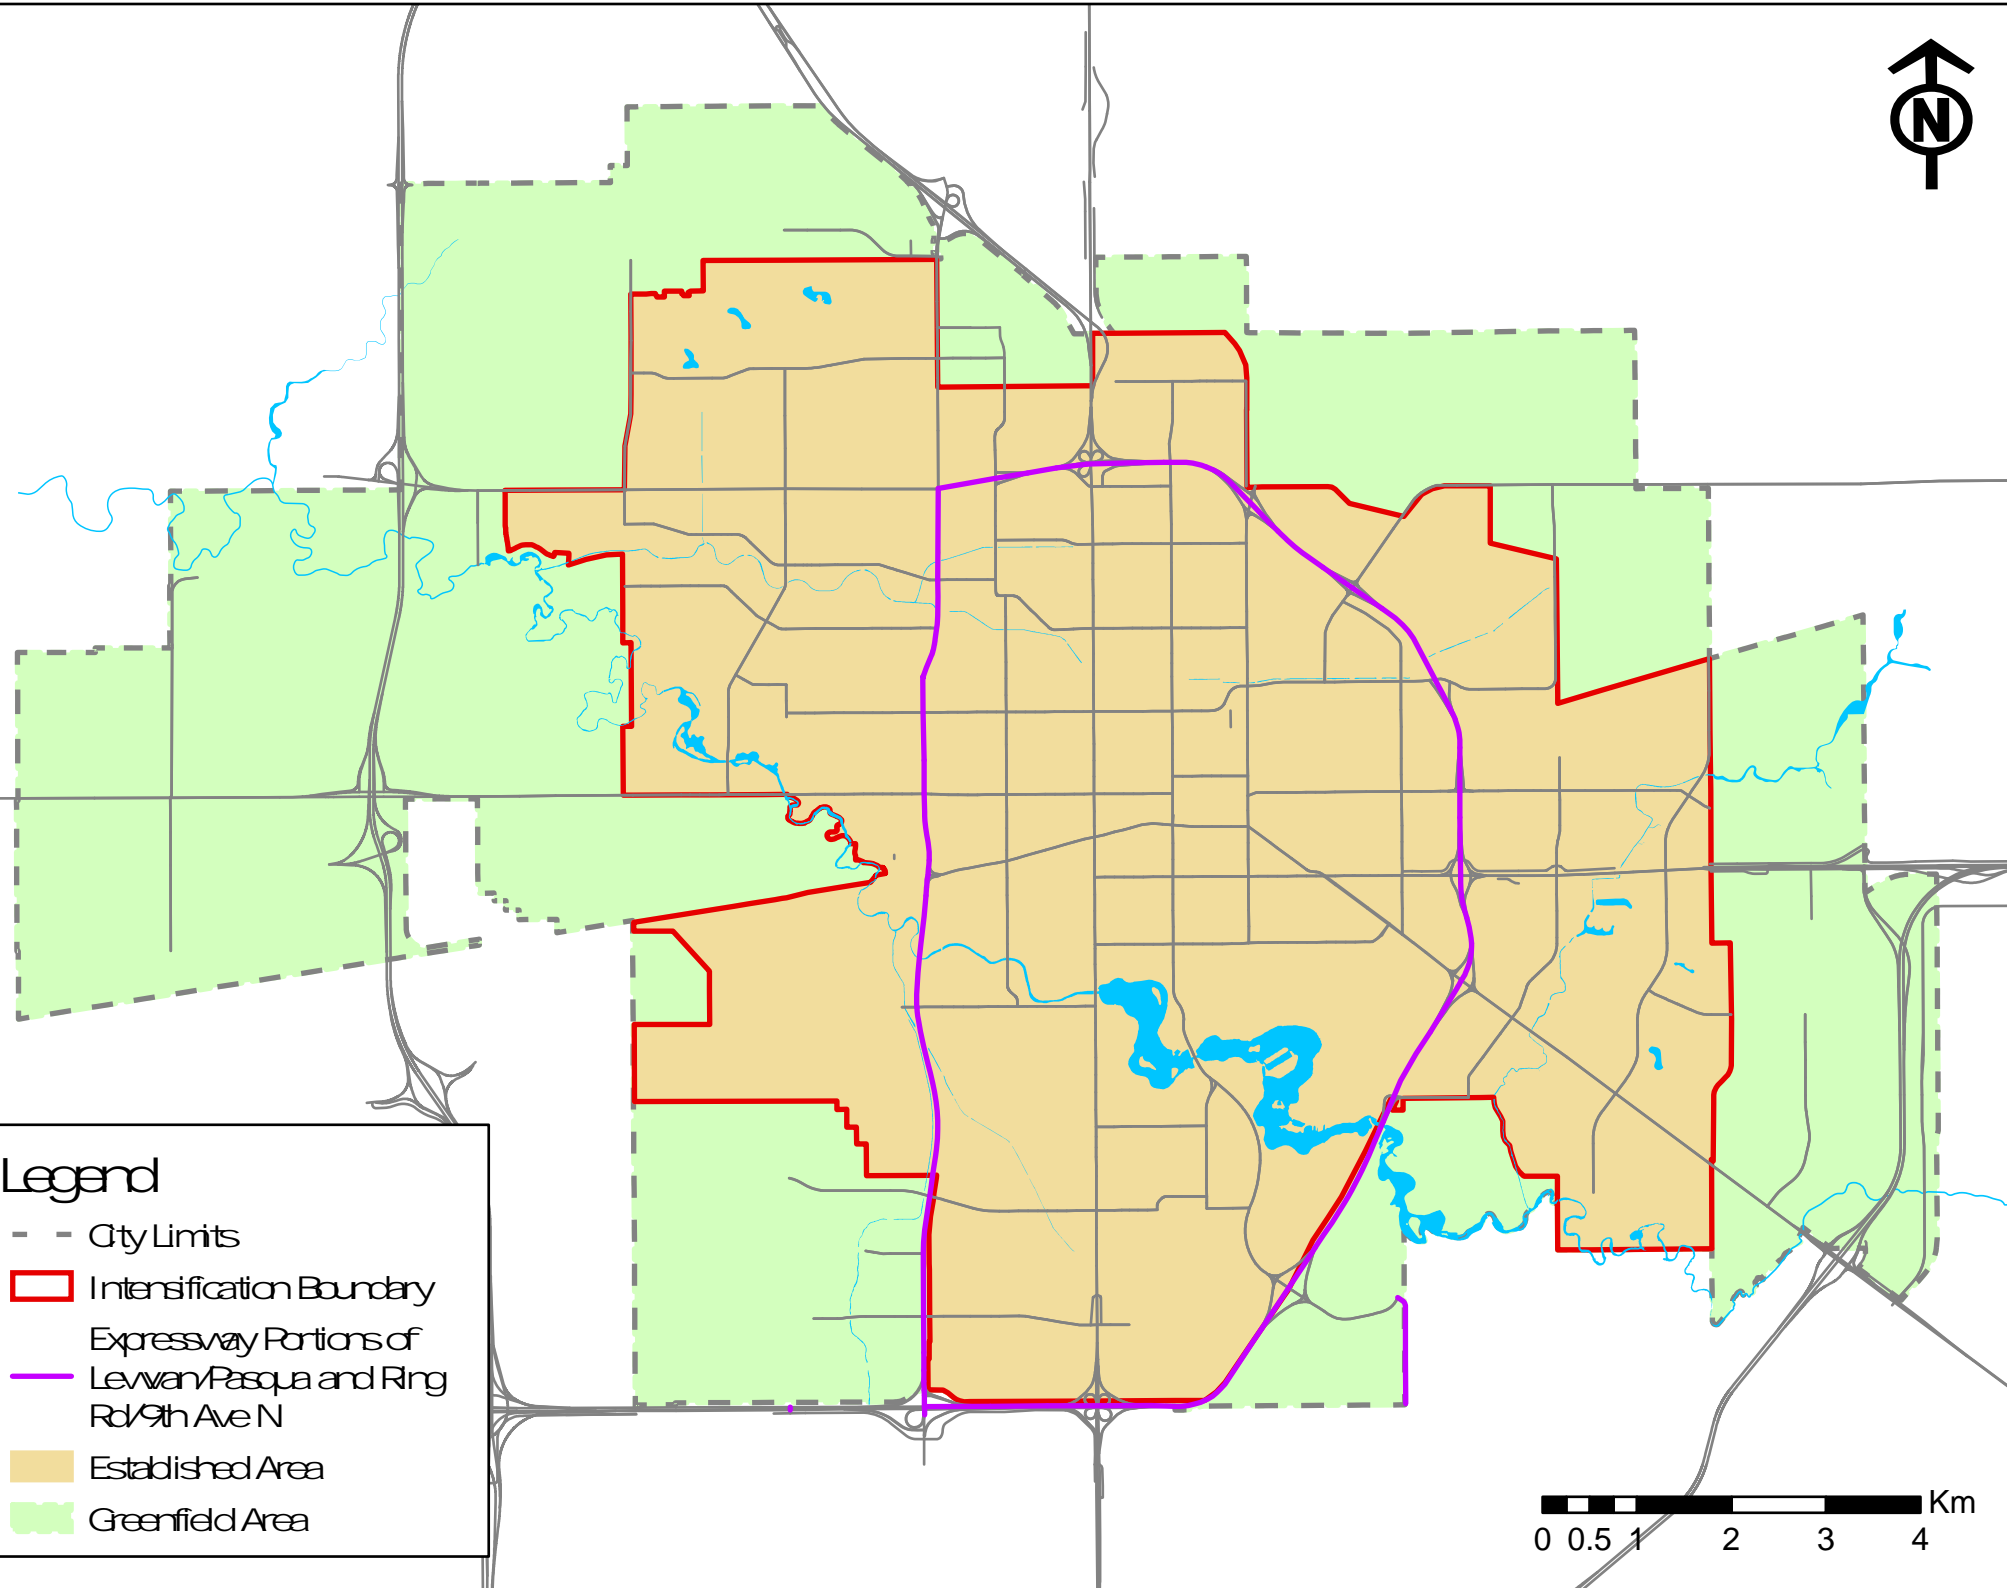 N
Legend
City Limits
Intensification Boundary
Expressway Portions of
Lewvan/Pasqua and Ring
Rd/9th Ave N
Established Area
Greenfield Area
Km
0 0.5 1 2 3 4